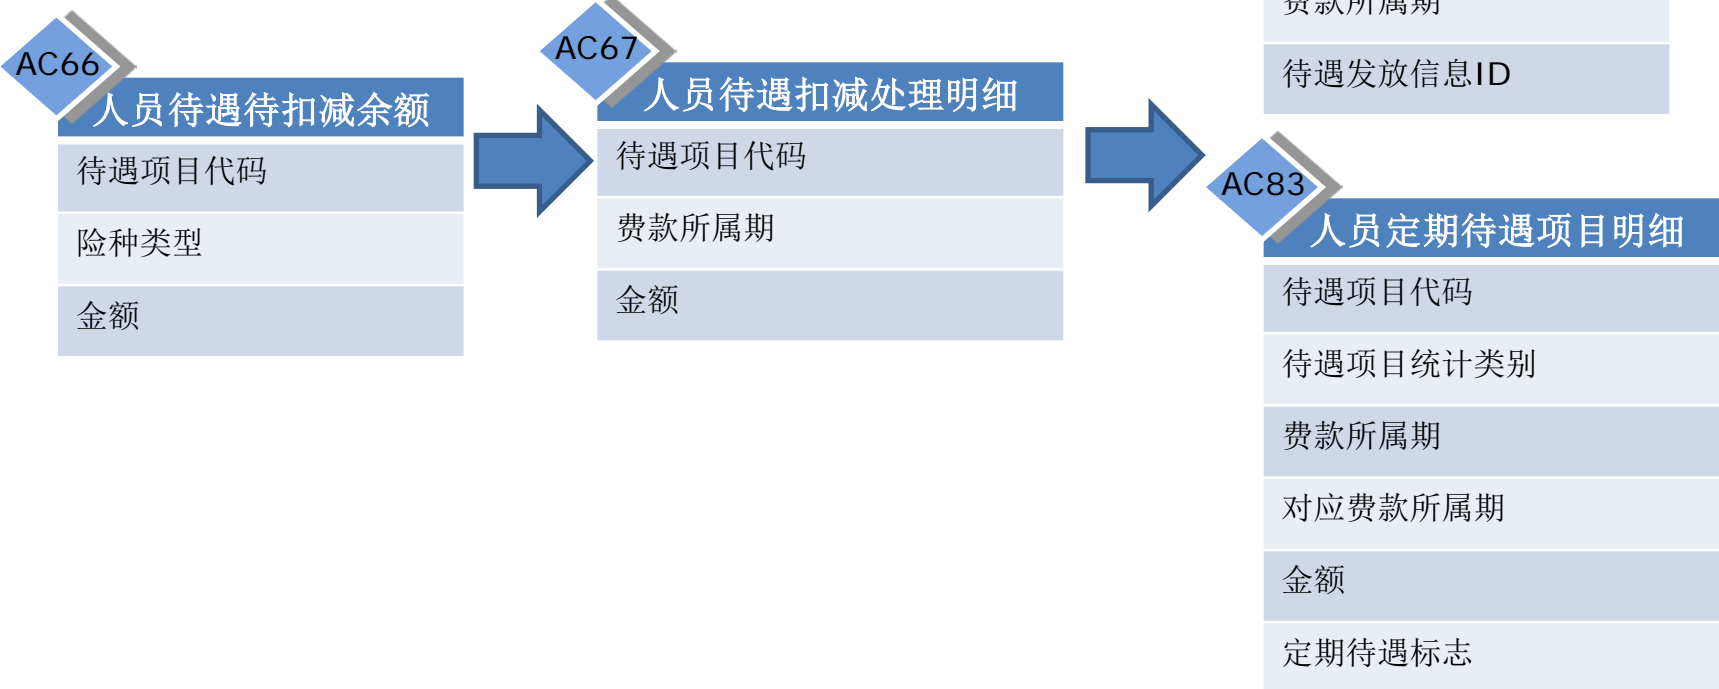 AC66
人员待遇待扣减余额
待遇项目代码
险种类型
金额
AC67
人员待遇扣减处理明细
待遇项目代码
费款所属期
金额
费款所属期
待遇发放信息ID
AC83
人员定期待遇项目明细
待遇项目代码
待遇项目统计类别
费款所属期
对应费款所属期
金额
定期待遇标志